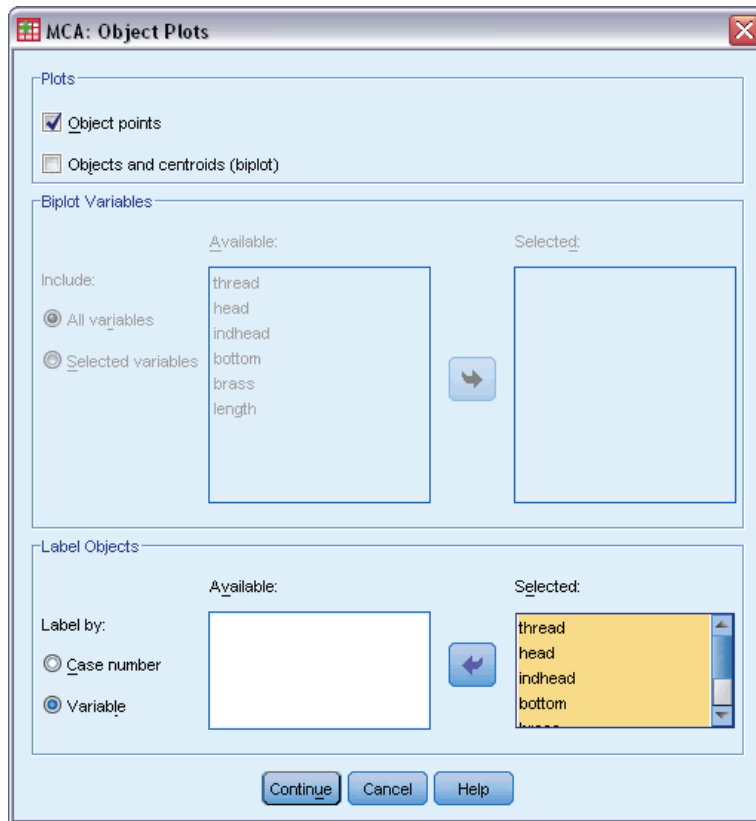 MCA: Object Plots
Plots
Object points
Objects and centroids (biplot)
Biplot Variables
Available:
Selected:
Include:
All variables
Selected variables
thread
head
indhead
bottom
brass
length
Label Objects
Available:
Selected:
Label by:
Case number
Variable
thread
head
indhead
bottom
brass
Continue
Cancel
Help